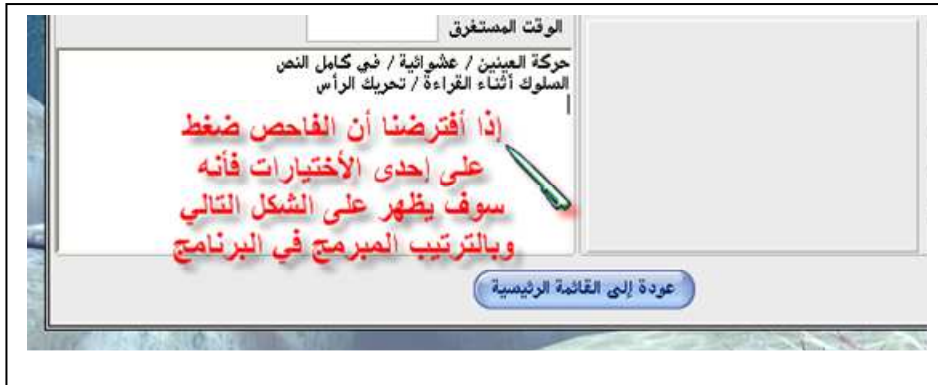 الوقت المستغرق
حركة العينين / عشوائية / في كامل النص
السلوك أثناء القراءة / تحريك الرأس
إذا أفترضنا أن الفاحص ضغط
على إحدى الأختيارات فأنه
سوف يظهر على الشكل التالي
وبالترتيب المبرمج في البرنامج
عودة إلى القائمة الرئيسية